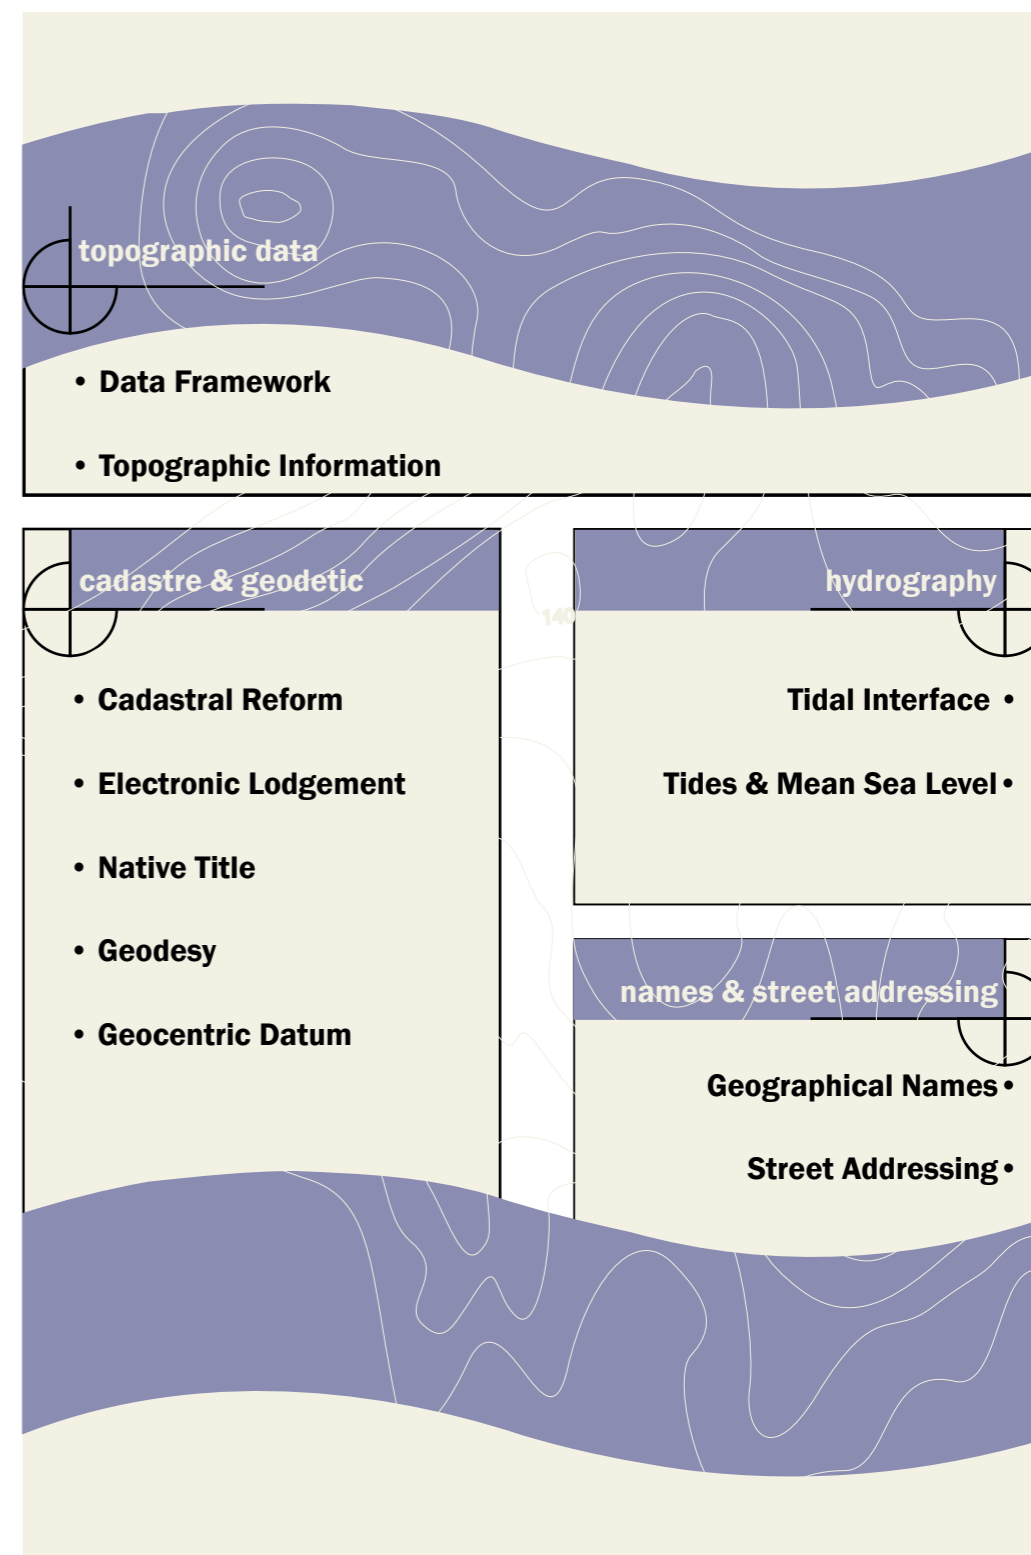 topographic data
• Data Framework
• Topographic Information
cadastre & geodetic
• Cadastral Reform
• Electronic Lodgement
• Native Title
• Geodesy
• Geocentric Datum
140
hydrography
Tidal Interface •
Tides & Mean Sea Level •
names & street addressing
Geographical Names •
Street Addressing •